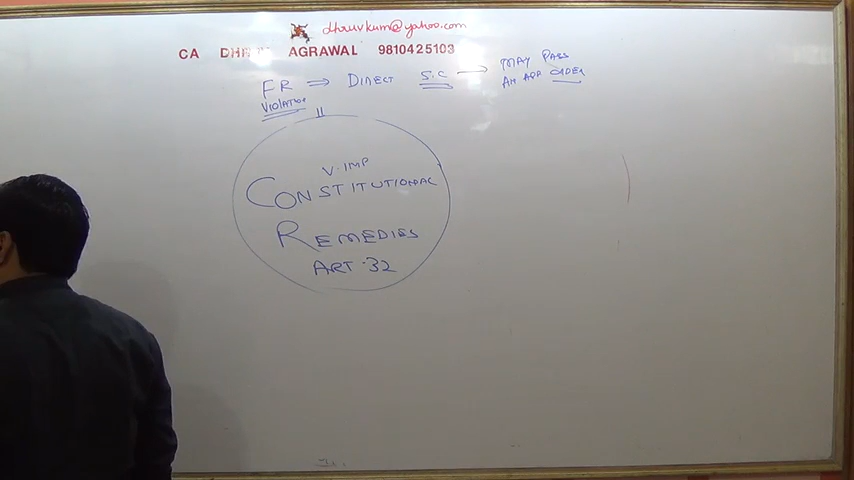 dhruvkum@yahoo.com
CA DHR AGRAWAL 9810425103
FR ⇒ DIRECT S.C → MAY PASS
VIOLATION AN APP ORDER
V.IMP
CONSTITUTIONAL
REMEDIES
ART.32